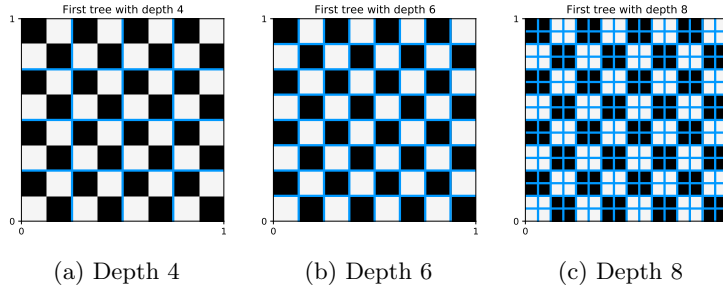 First tree with depth 4
1
0
0
1
First tree with depth 6
1
0
0
1
First tree with depth 8
1
0
0
(a) Depth 4
(b) Depth 6
(c) Depth 8